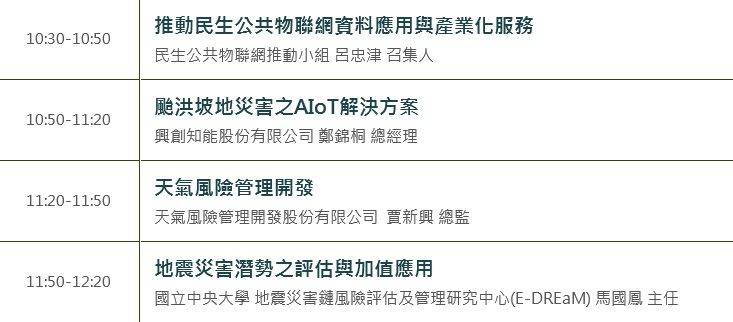 10:30-10:50
推動民生公共物聯網資料應用與產業化服務
民生公共物聯網推動小組 呂忠津 召集人
10:50-11:20
颱洪坡地災害之AIoT解決方案
興創知能股份有限公司 鄭錦桐 總經理
11:20-11:50
天氣風險管理開發
天氣風險管理開發股份有限公司 賈新興 總監
11:50-12:20
地震災害潛勢之評估與加值應用
國立中央大學 地震災害鏈風險評估及管理研究中心(E-DREaM) 馬國鳳 主任